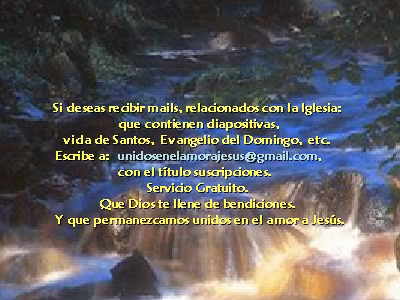 Si deseas recibir mails, relacionados con la Iglesia:
que contienen diapositivas,
vida de Santos, Evangelio del Domingo, etc.
Escribe a: unidosenelamorajesus@gmail.com,
con el título suscripciones.
Servicio Gratuito.
Que Dios te llene de bendiciones.
Y que permanezcamos unidos en el amor a Jesús.